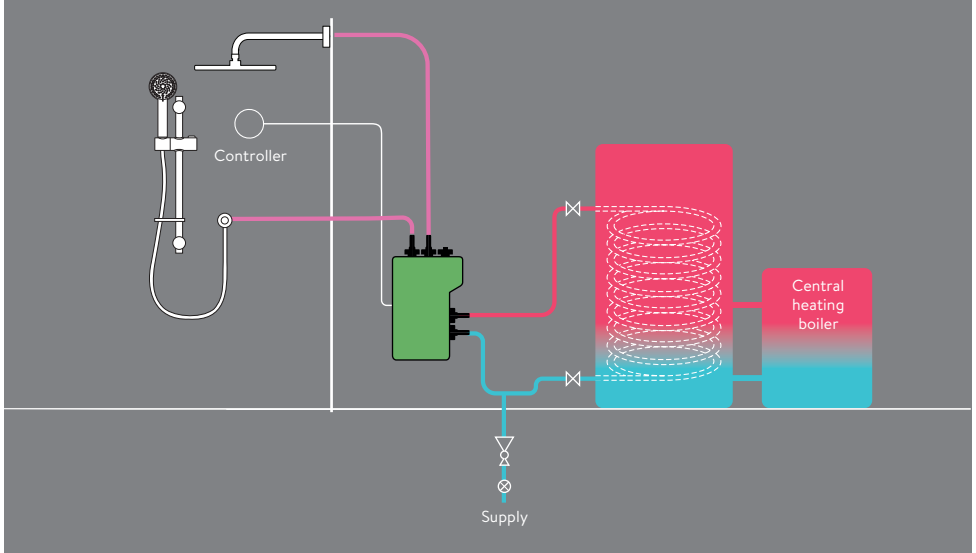 Controller
Central
heating
boiler
Supply